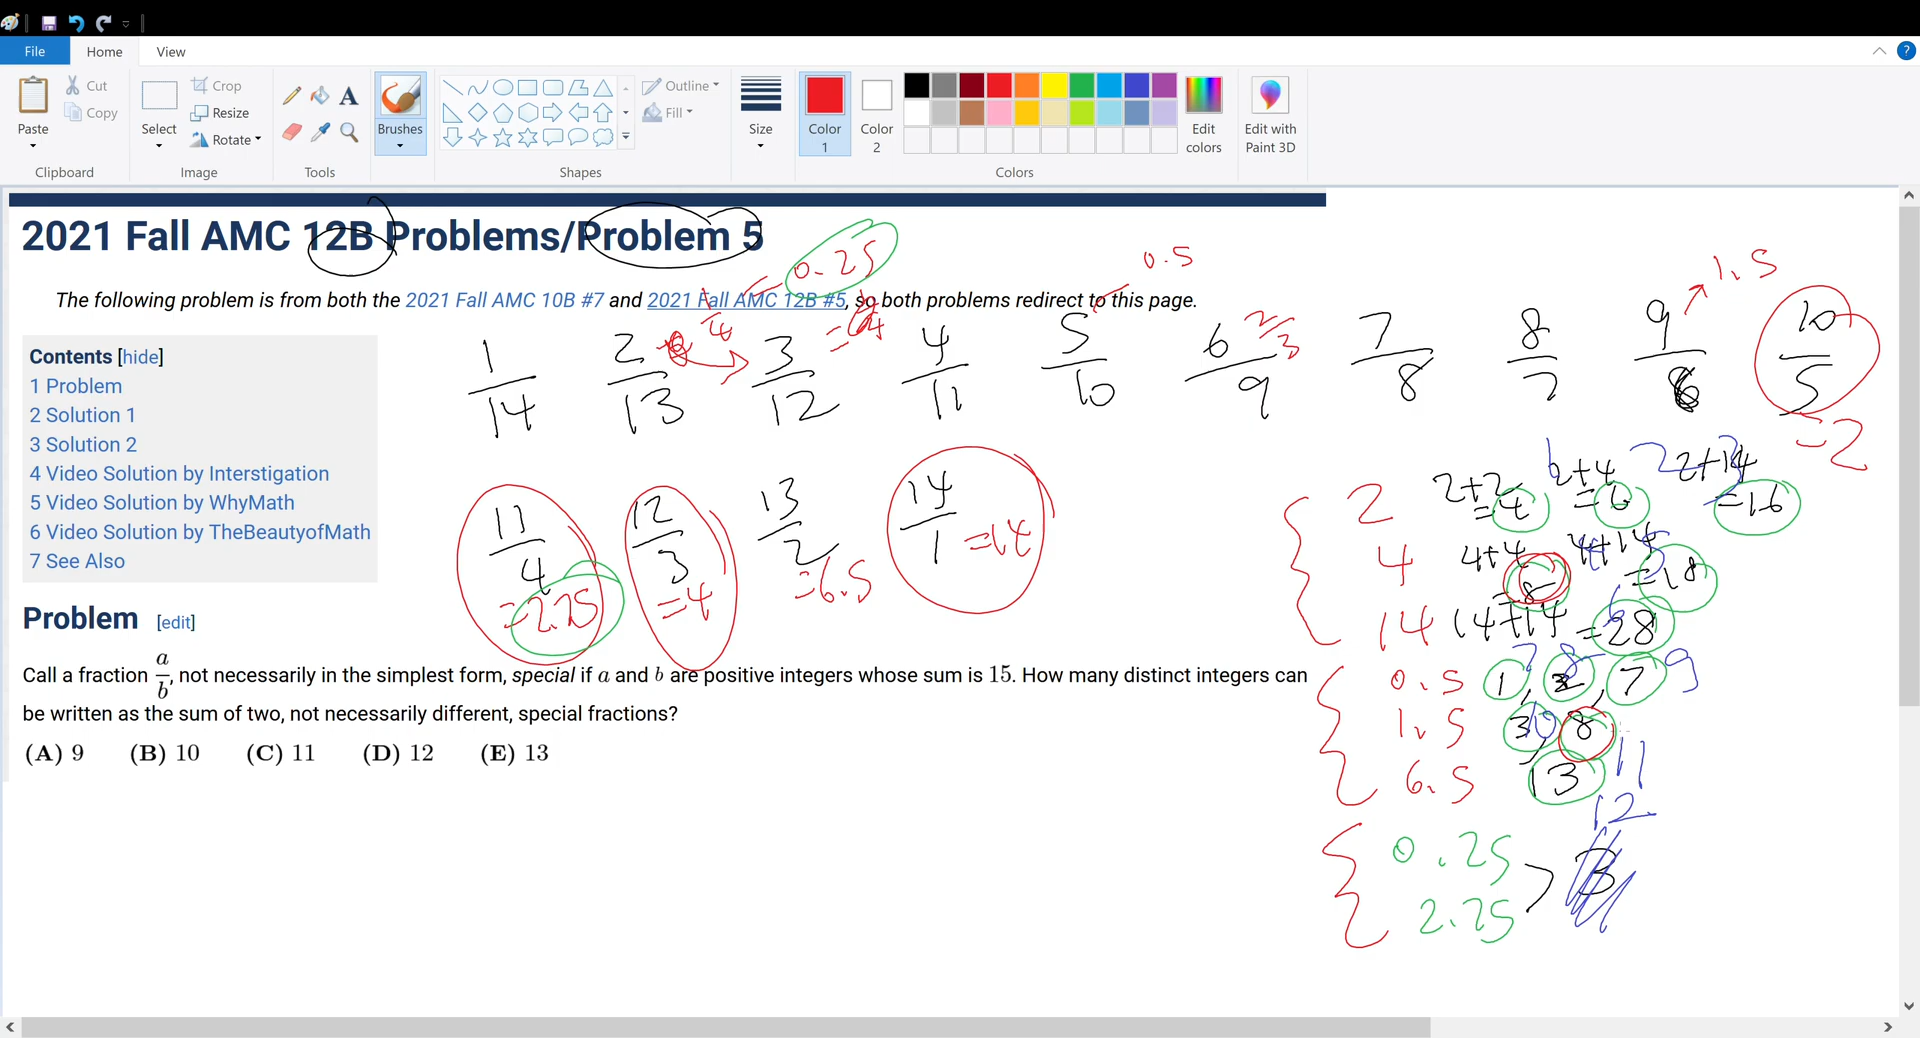 File Home View
Paste Cut Copy Clipboard
Select Crop Resize Rotate Image
Tools
Brushes
Outline Fill Shapes
Size
Color 1 Color 2 Edit colors Colors
Edit with Paint 3D
2021 Fall AMC 12B Problems/Problem 5
0.25
0.5
1.5
The following problem is from both the 2021 Fall AMC 10B #7 and 2021 Fall AMC 12B #5, so both problems redirect to this page.
1/14 2/13 3/12 4/11 5/10 6/9 2/3 7/8 8/7 9/6 10/5
=2
Contents [hide]
1 Problem
2 Solution 1
3 Solution 2
4 Video Solution by Interstigation
5 Video Solution by WhyMath
6 Video Solution by TheBeautyofMath
7 See Also
11/4 =2.25 12/3 =4 13/2 =6.5 14/1 =14
2 2+2 =4 2+4 =6 2+14 =16
4 4+4 =8 4+14 =18
14 14+14 =28
0.5 1, 2, 7
1.5 3, 8
6.5 13
7 8 9
10
11
12
0.25
2.25
> 3
Problem [edit]
Call a fraction a/b, not necessarily in the simplest form, special if a and b are positive integers whose sum is 15. How many distinct integers can
be written as the sum of two, not necessarily different, special fractions?
(A) 9 (B) 10 (C) 11 (D) 12 (E) 13